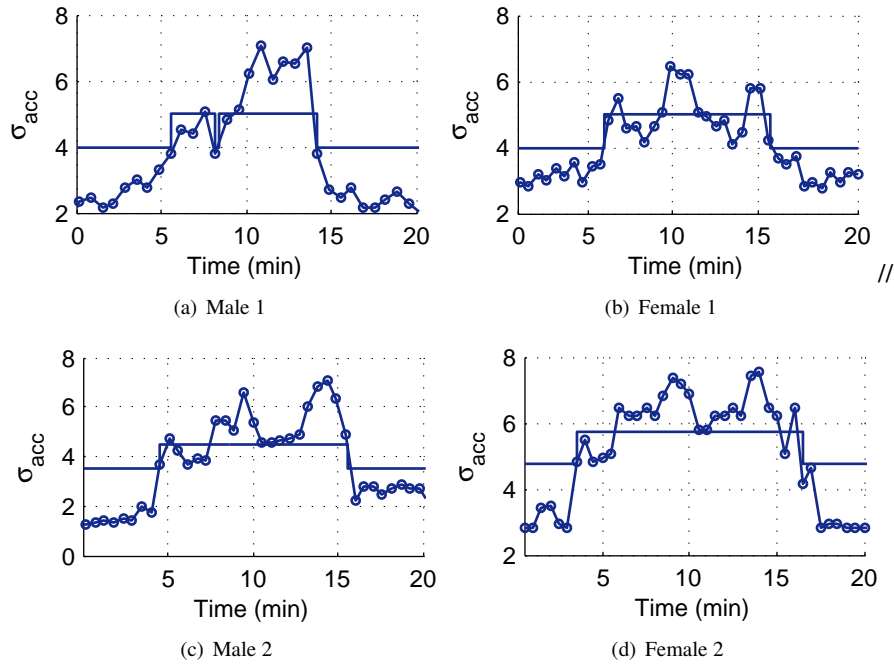 8
6
4
2
σacc
0 5 10 15 20
Time (min)
(a) Male 1
8
6
4
2
σacc
0 5 10 15 20
Time (min)
(b) Female 1
//
8
6
4
2
0
σacc
5 10 15 20
Time (min)
(c) Male 2
8
6
4
2
σacc
5 10 15 20
Time (min)
(d) Female 2